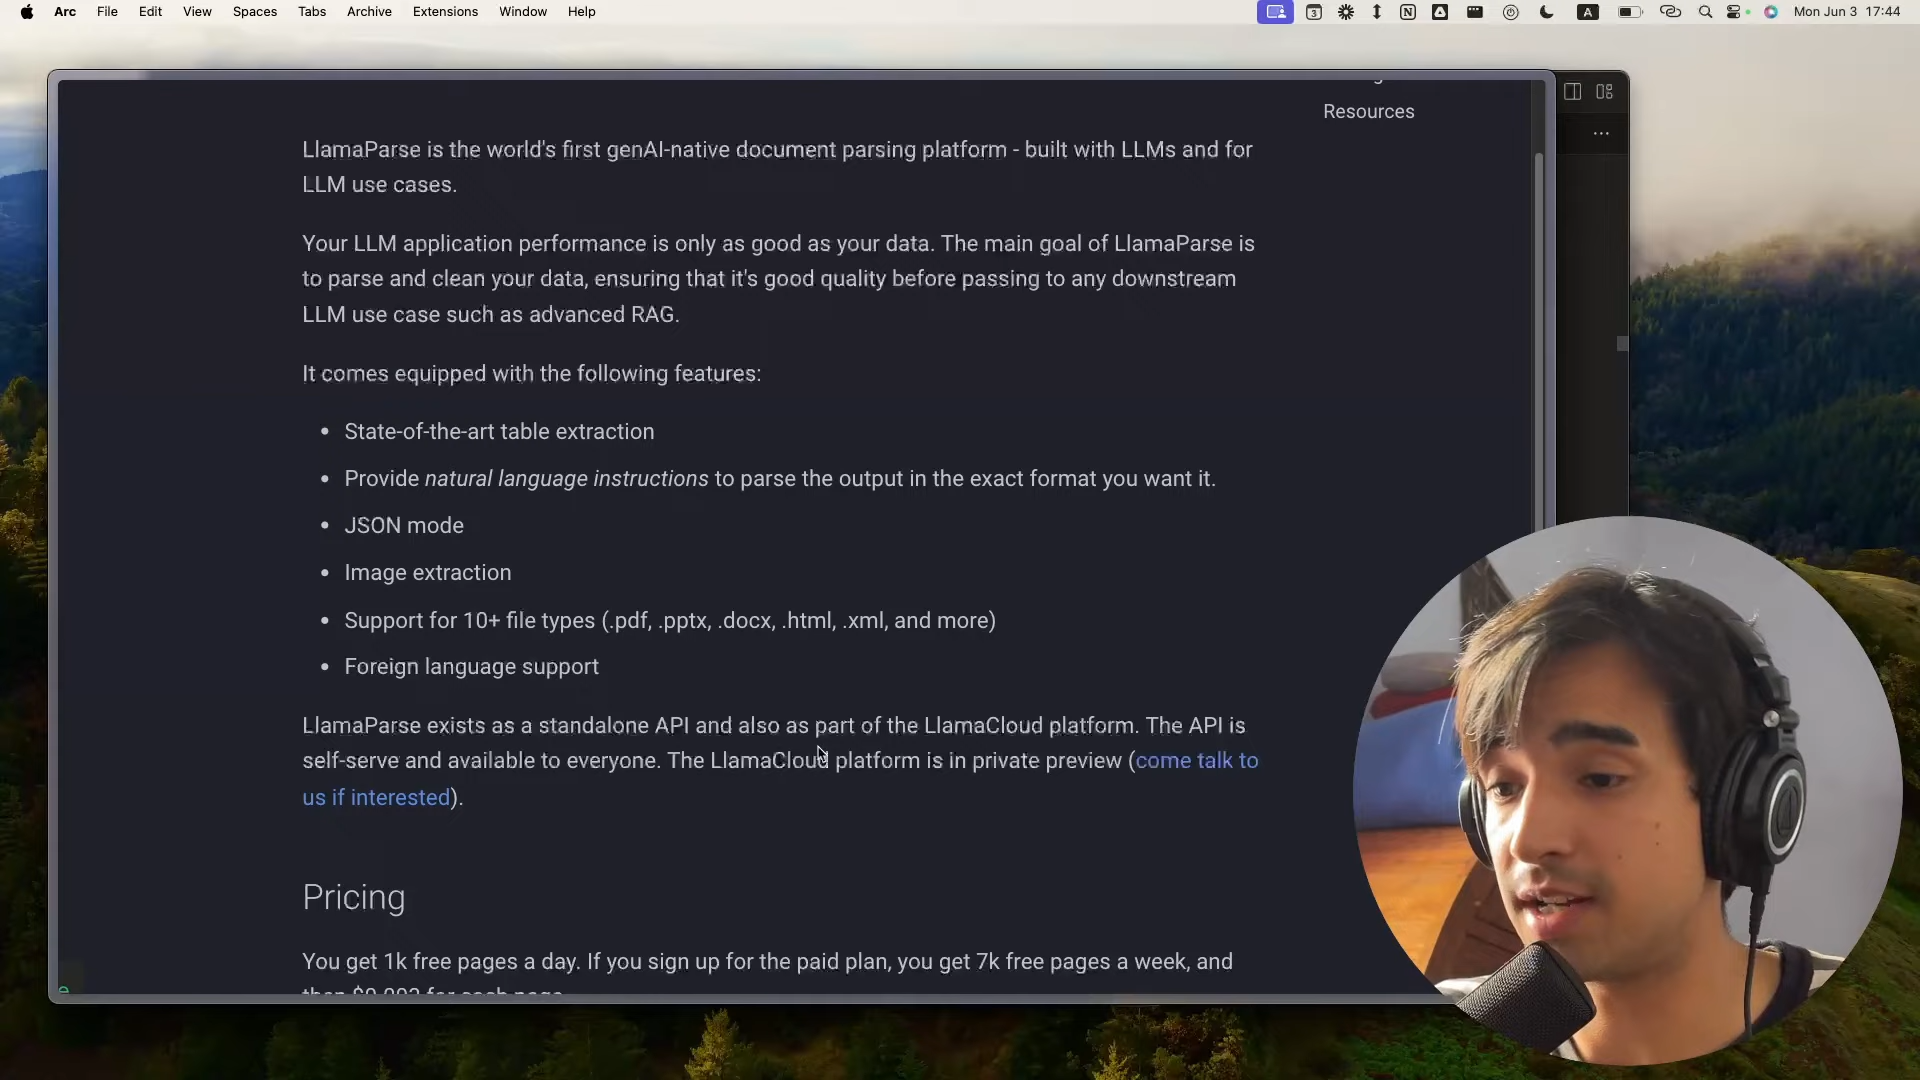 Arc File Edit View Spaces Tabs Archive Extensions Window Help
3 N A Mon Jun 3 17:44
Resources
LlamaParse is the world's first genAI-native document parsing platform - built with LLMs and for
LLM use cases.
Your LLM application performance is only as good as your data. The main goal of LlamaParse is
to parse and clean your data, ensuring that it's good quality before passing to any downstream
LLM use case such as advanced RAG.
It comes equipped with the following features:
• State-of-the-art table extraction
• Provide natural language instructions to parse the output in the exact format you want it.
• JSON mode
• Image extraction
• Support for 10+ file types (.pdf, .pptx, .docx, .html, .xml, and more)
• Foreign language support
LlamaParse exists as a standalone API and also as part of the LlamaCloud platform. The API is
self-serve and available to everyone. The LlamaCloud platform is in private preview (come talk to
us if interested).
Pricing
You get 1k free pages a day. If you sign up for the paid plan, you get 7k free pages a week, and
for each page